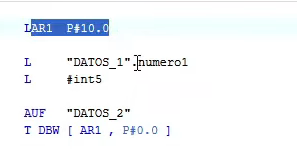 LAR1 P#10.0
L "DATOS_1".numero1
L #int5
AUF "DATOS_2"
T DBW [ AR1 , P#0.0 ]